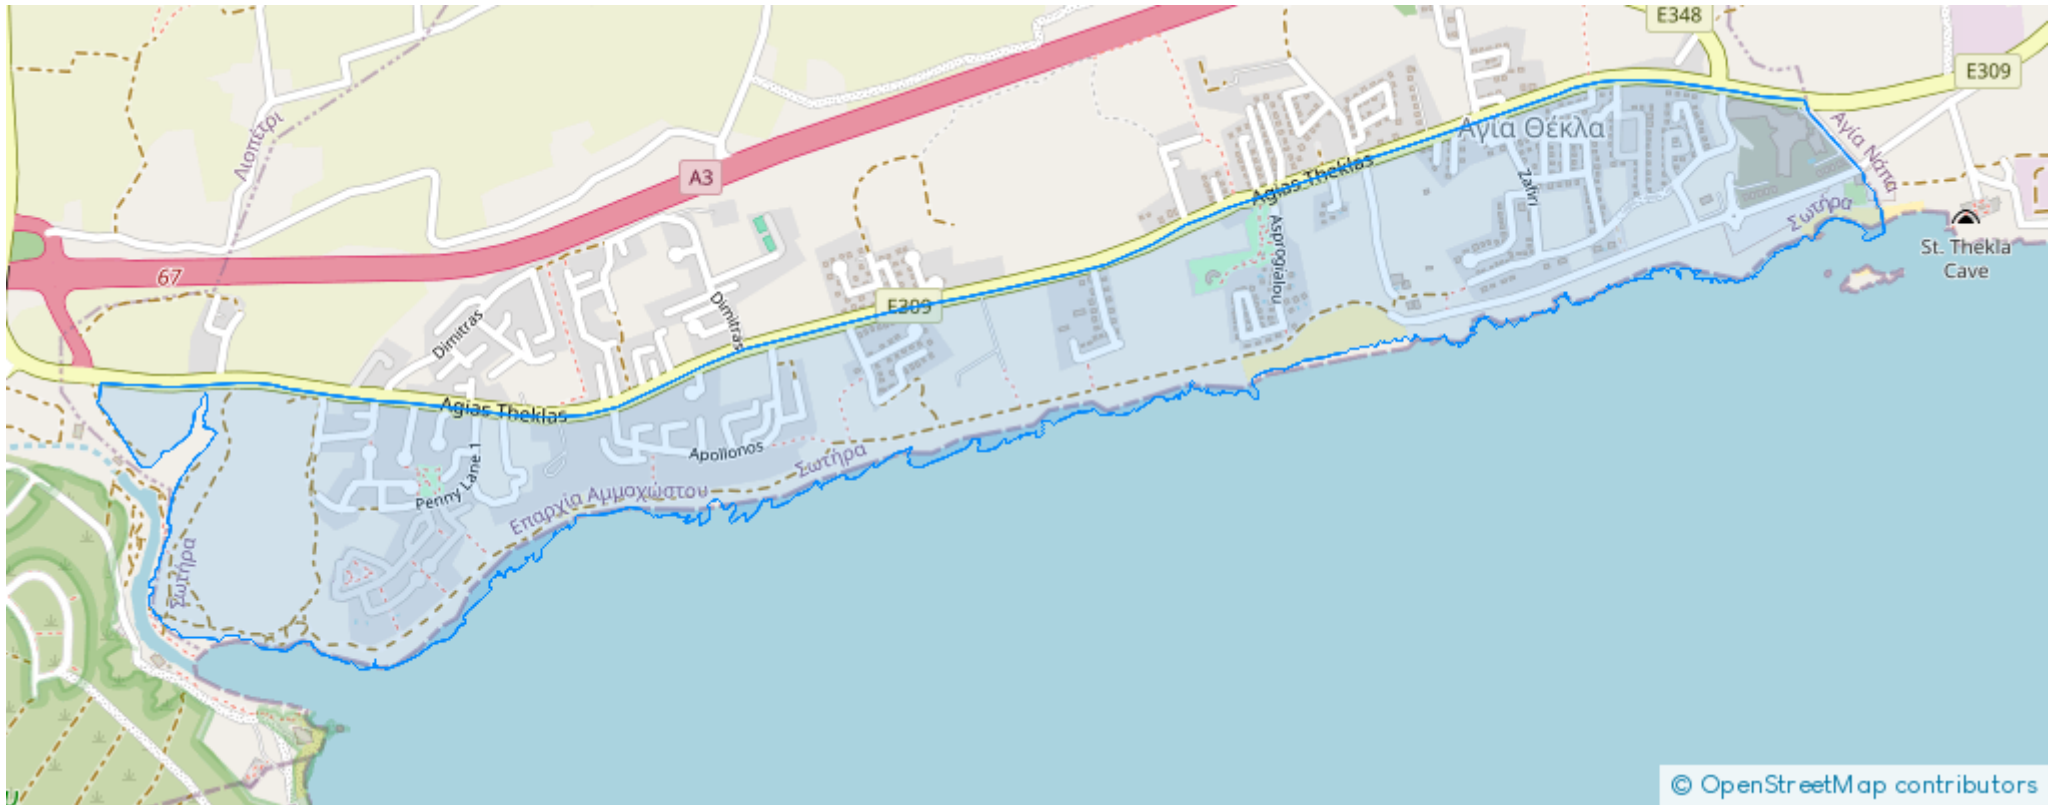 E348
E309
Λιοπέτρι
Αγία Νάπα
Αγία Θέκλα
A3
Agias Theklas
Zafiri
Σωτήρα
Asprogialou
St. Thekla
Cave
67
Dimitras
Dimitras
E309
Agias Theklas
Apollonos
Σωτήρα
Penny Lane 1
Επαρχία Αμμοχώστου
Σωτήρα
© OpenStreetMap contributors